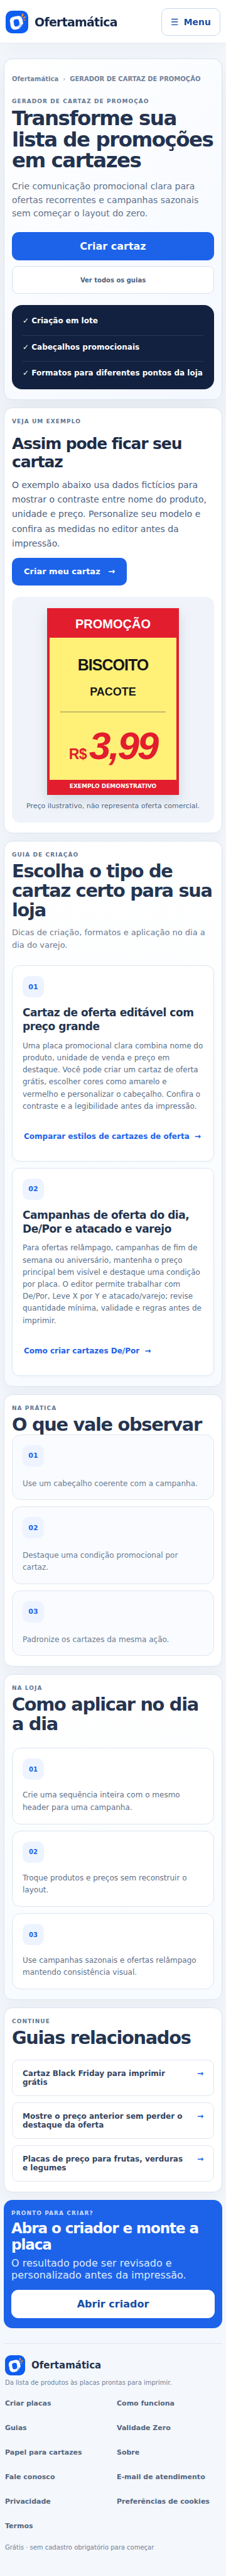 Ofertamática
☰ Menu
Ofertamática › GERADOR DE CARTAZ DE PROMOÇÃO
GERADOR DE CARTAZ DE PROMOÇÃO
Transforme sua
lista de promoções
em cartazes
Crie comunicação promocional clara para
ofertas recorrentes e campanhas sazonais
sem começar o layout do zero.
Criar cartaz
Ver todos os guias
✓ Criação em lote
✓ Cabeçalhos promocionais
✓ Formatos para diferentes pontos da loja
VEJA UM EXEMPLO
Assim pode ficar seu
cartaz
O exemplo abaixo usa dados fictícios para
mostrar o contraste entre nome do produto,
unidade e preço. Personalize seu modelo e
confira as medidas no editor antes da
impressão.
Criar meu cartaz →
PROMOÇÃO
BISCOITO
PACOTE
R$ 3,99
EXEMPLO DEMONSTRATIVO
Preço ilustrativo, não representa oferta comercial.
GUIA DE CRIAÇÃO
Escolha o tipo de
cartaz certo para sua
loja
Dicas de criação, formatos e aplicação no dia a
dia do varejo.
01
Cartaz de oferta editável com
preço grande
Uma placa promocional clara combina nome do
produto, unidade de venda e preço em
destaque. Você pode criar um cartaz de oferta
grátis, escolher cores como amarelo e
vermelho e personalizar o cabeçalho. Confira o
contraste e a legibilidade antes da impressão.
Comparar estilos de cartazes de oferta →
02
Campanhas de oferta do dia,
De/Por e atacado e varejo
Para ofertas relâmpago, campanhas de fim de
semana ou aniversário, mantenha o preço
principal bem visível e destaque uma condição
por placa. O editor permite trabalhar com
De/Por, Leve X por Y e atacado/varejo; revise
quantidade mínima, validade e regras antes de
imprimir.
Como criar cartazes De/Por →
NA PRÁTICA
O que vale observar
01
Use um cabeçalho coerente com a campanha.
02
Destaque uma condição promocional por
cartaz.
03
Padronize os cartazes da mesma ação.
NA LOJA
Como aplicar no dia
a dia
01
Crie uma sequência inteira com o mesmo
header para uma campanha.
02
Troque produtos e preços sem reconstruir o
layout.
03
Use campanhas sazonais e ofertas relâmpago
mantendo consistência visual.
CONTINUE
Guias relacionados
Cartaz Black Friday para imprimir
grátis →
Mostre o preço anterior sem perder o
destaque da oferta →
Placas de preço para frutas, verduras
e legumes →
PRONTO PARA CRIAR?
Abra o criador e monte a
placa
O resultado pode ser revisado e
personalizado antes da impressão.
Abrir criador
Ofertamática
Da lista de produtos às placas prontas para imprimir.
Criar placas
Como funciona
Guias
Validade Zero
Papel para cartazes
Sobre
Fale conosco
E-mail de atendimento
Privacidade
Preferências de cookies
Termos
Grátis · sem cadastro obrigatório para começar